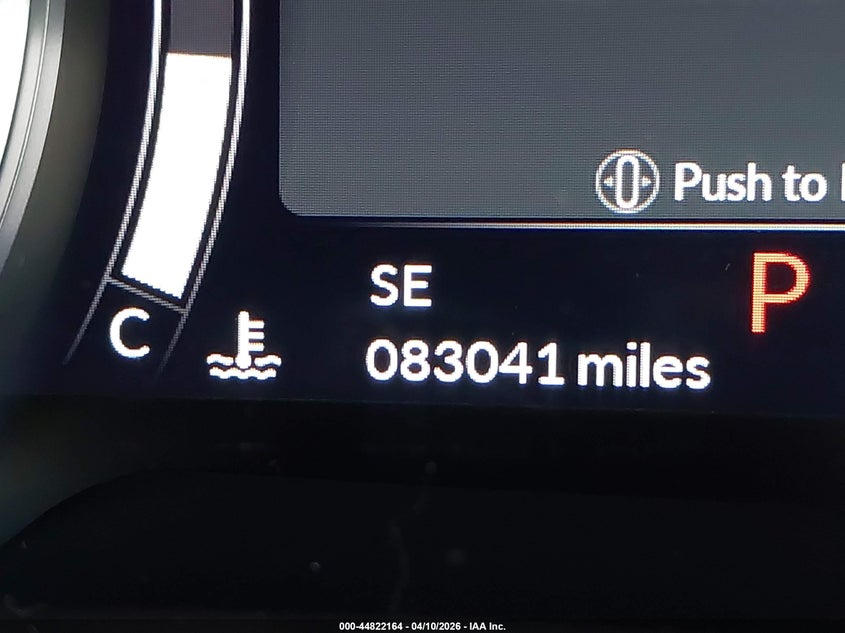 Push to
SE
P
C
083041 miles
000-44822164 - 04/10/2026 - IAA Inc.